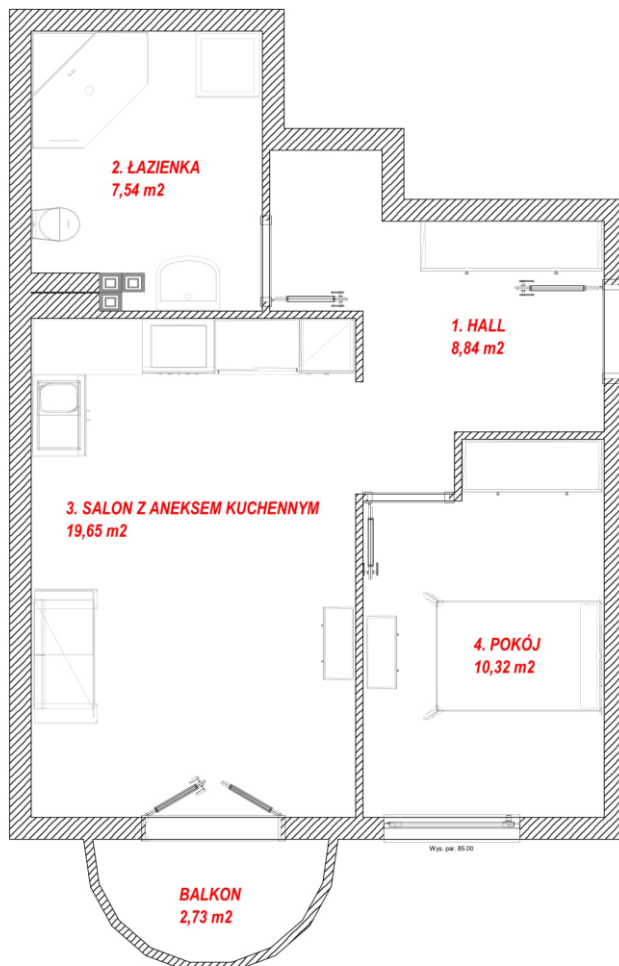 2. ŁAZIENKA
7,54 m2
1. HALL
8,84 m2
3. SALON Z ANEKSEM KUCHENNYM
19,65 m2
4. POKÓJ
10,32 m2
Wys. par. 85.00
BALKON
2,73 m2